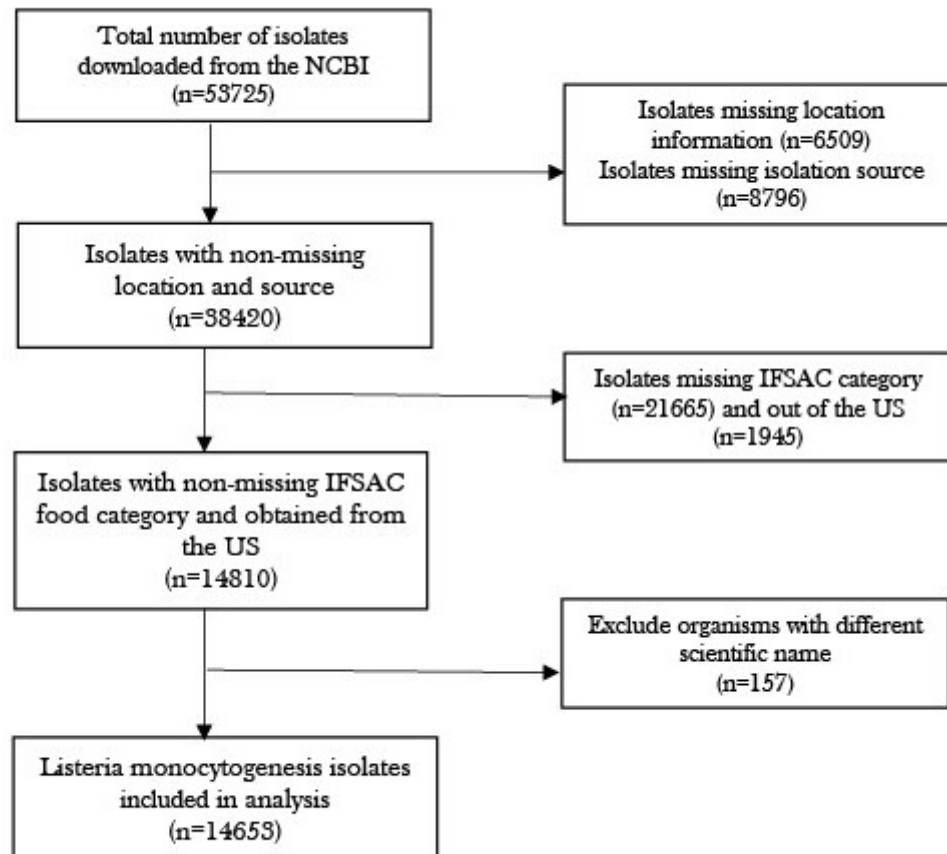 Total number of isolates
downloaded from the NCBI
(n=53725)
Isolates missing location
information (n=6509)
Isolates missing isolation source
(n=8796)
Isolates with non-missing
location and source
(n=38420)
Isolates missing IFSAC category
(n=21665) and out of the US
(n=1945)
Isolates with non-missing IFSAC
food category and obtained from
the US
(n=14810)
Exclude organisms with different
scientific name
(n=157)
Listeria monocytogenesis isolates
included in analysis
(n=14653)